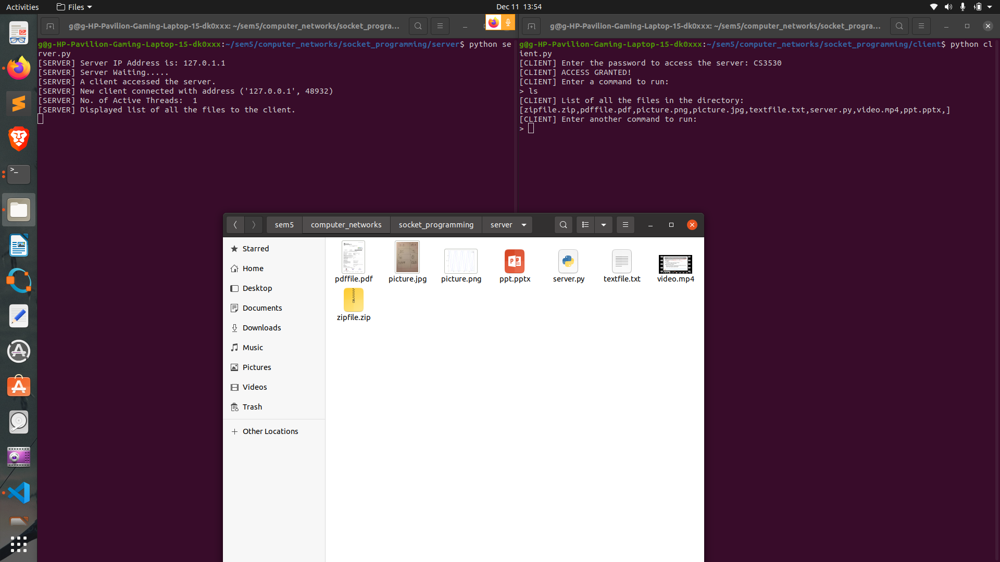 Activities
Files
Dec 11 13:54
g@g-HP-Pavilion-Gaming-Laptop-15-dk0xxx: ~/sem5/computer_networks/socket_progra...
g@g-HP-Pavilion-Gaming-Laptop-15-dk0xxx:~/sem5/computer_networks/socket_programming/server$ python se
rver.py
[SERVER] Server IP Address is: 127.0.1.1
[SERVER] Server Waiting.....
[SERVER] A client accessed the server.
[SERVER] New client connected with address ('127.0.0.1', 48932)
[SERVER] No. of Active Threads:  1
[SERVER] Displayed list of all the files to the client.
g@g-HP-Pavilion-Gaming-Laptop-15-dk0xxx: ~/sem5/computer_networks/socket_progra...
g@g-HP-Pavilion-Gaming-Laptop-15-dk0xxx:~/sem5/computer_networks/socket_programming/client$ python cl
ient.py
[CLIENT] Enter the password to access the server: CS3530
[CLIENT] ACCESS GRANTED!
[CLIENT] Enter a command to run:
> ls
[CLIENT] List of all the files in the directory:
[zipfile.zip,pdffile.pdf,picture.png,picture.jpg,textfile.txt,server.py,video.mp4,ppt.pptx,]
[CLIENT] Enter another command to run:
>
sem5
computer_networks
socket_programming
server
Starred
Home
Desktop
Documents
Downloads
Music
Pictures
Videos
Trash
Other Locations
pdffile.pdf
picture.jpg
picture.png
ppt.pptx
server.py
textfile.txt
video.mp4
zipfile.zip